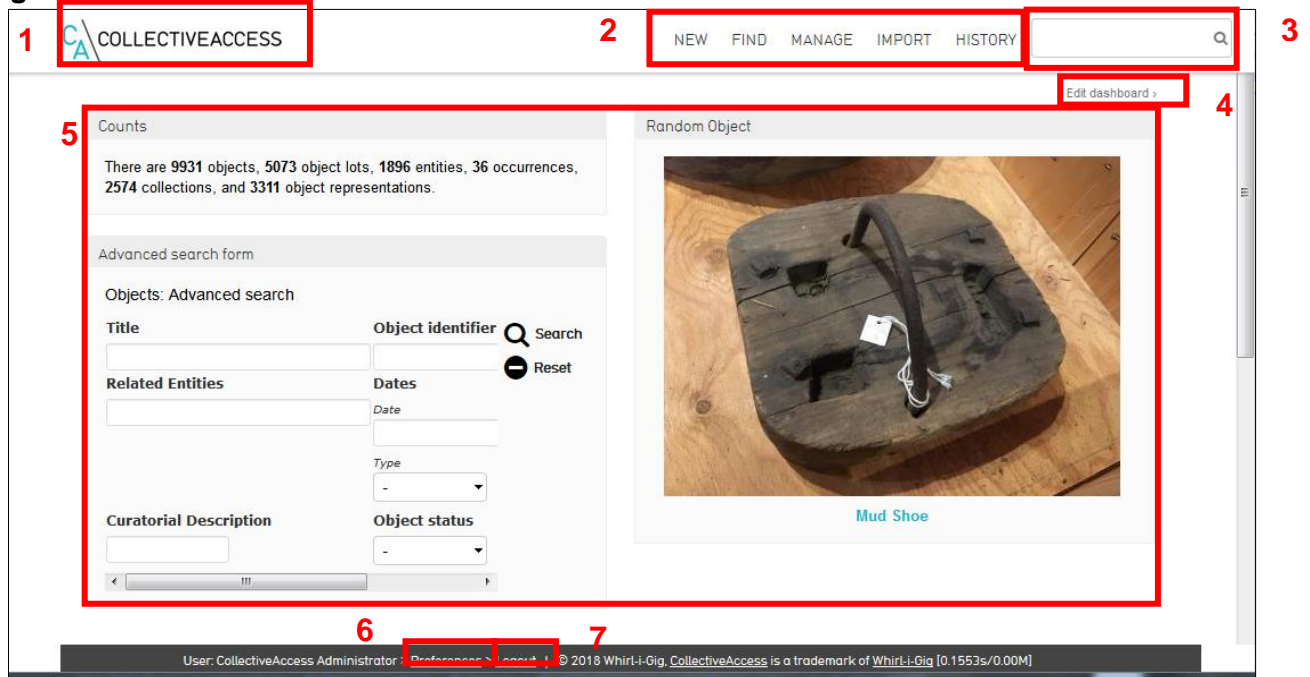 g
1
CA COLLECTIVEACCESS
2
NEW FIND MANAGE IMPORT HISTORY
3
Edit dashboard ›
4
5
Counts
There are 9931 objects, 5073 object lots, 1896 entities, 36 occurrences,
2574 collections, and 3311 object representations.
Random Object
Advanced search form
Objects: Advanced search
Title
Object identifier
Search
Reset
Related Entities
Dates
Date
Type
-
Curatorial Description
Object status
-
Mud Shoe
6
7
User: CollectiveAccess Administrator > Preferences > Logout | © 2018 Whirl-i-Gig, CollectiveAccess is a trademark of Whirl-i-Gig [0.1553s/0.00M]